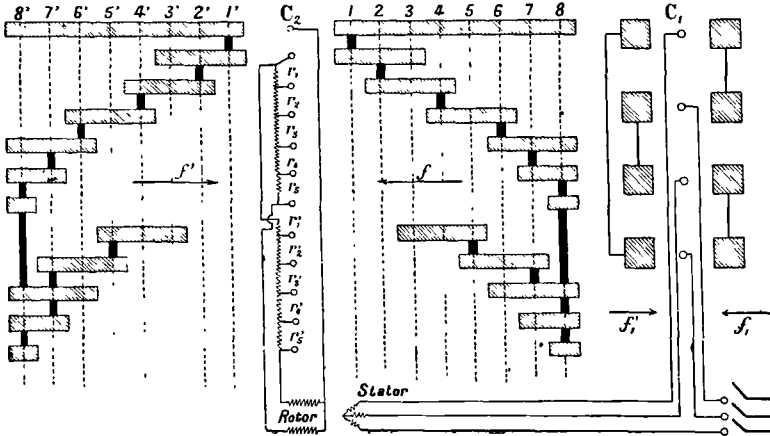 8' 7' 6' 5' 4' 3' 2' 1' C₂ 1 2 3 4 5 6 7 8 C₁
r₁
r₂
r₃
r₄
r₅
f' f
r'₁
r'₂
r'₃
r'₄
r'₅
f'₁ f₁
Stator
Rotor